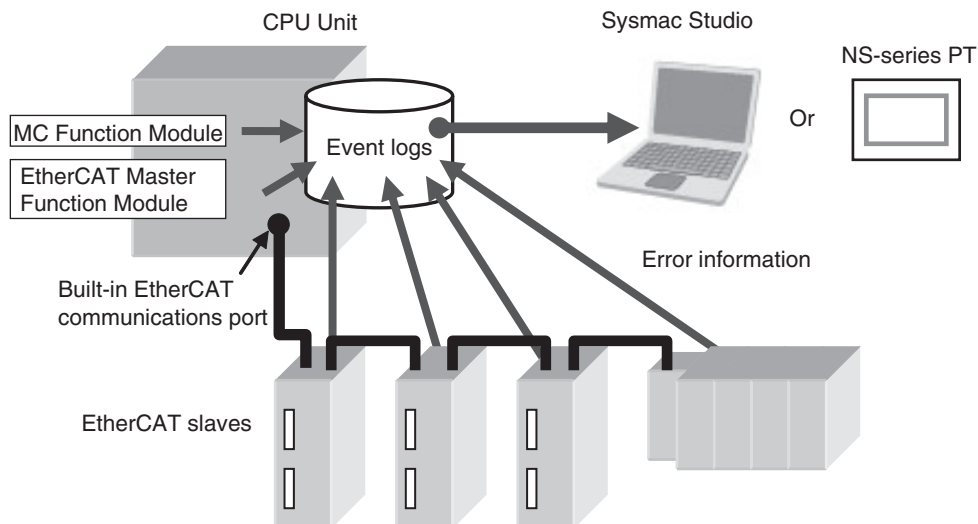 CPU Unit
Sysmac Studio
NS-series PT
MC Function Module
Event logs
Or
EtherCAT Master
Function Module
Error information
Built-in EtherCAT
communications port
EtherCAT slaves